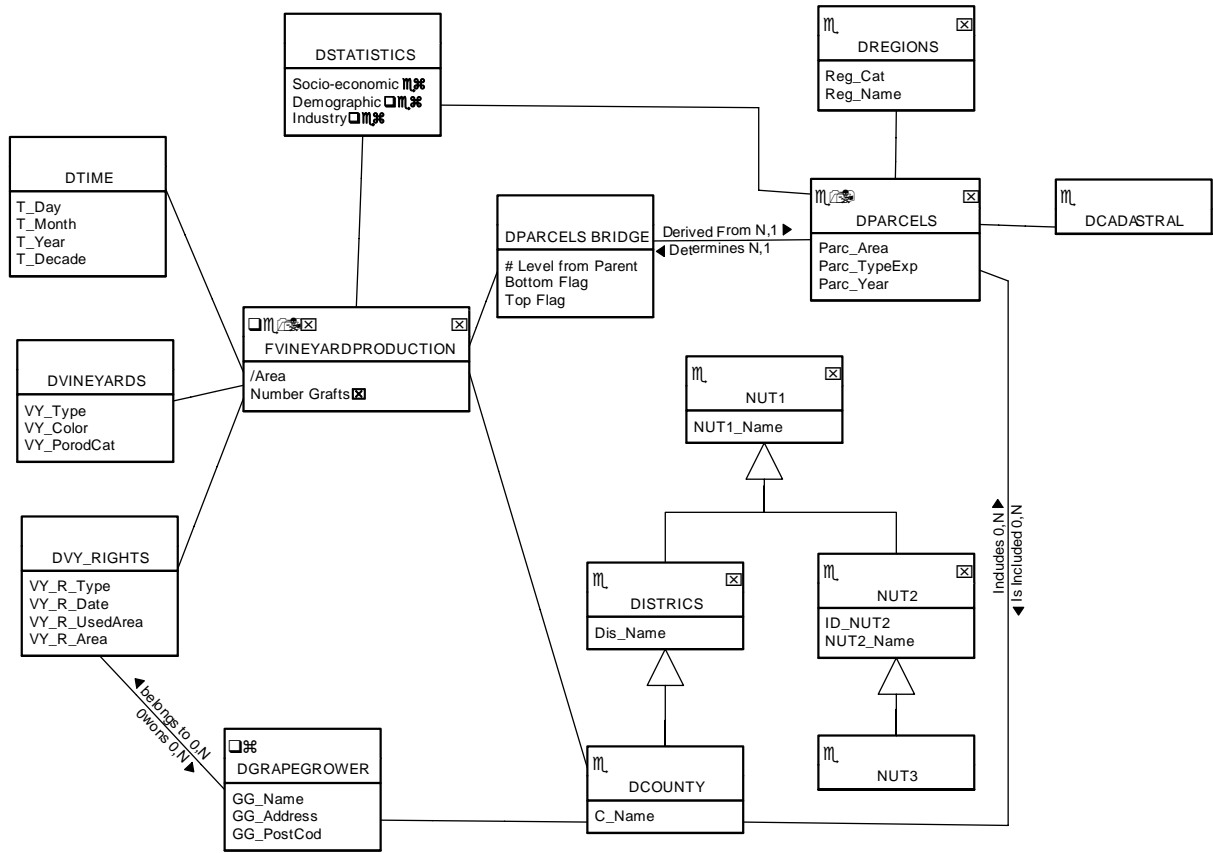 DSTATISTICS
Socio-economic ♏⌘
Demographic ❑♏⌘
Industry ❑♏⌘
♏ ☒
DREGIONS
Reg_Cat
Reg_Name
DTIME
T_Day
T_Month
T_Year
T_Decade
DPARCELS BRIDGE
# Level from Parent
Bottom Flag
Top Flag
Derived From N,1 ►
◄ Determines N,1
♏ ☒
DPARCELS
Parc_Area
Parc_TypeExp
Parc_Year
♏
DCADASTRAL
❑♏ ☒ ☒
FVINEYARDPRODUCTION
/Area
Number Grafts ☒
DVINEYARDS
VY_Type
VY_Color
VY_PorodCat
♏ ☒
NUT1
NUT1_Name
DVY_RIGHTS
VY_R_Type
VY_R_Date
VY_R_UsedArea
VY_R_Area
♏ ☒
DISTRICS
Dis_Name
♏ ☒
NUT2
ID_NUT2
NUT2_Name
Includes 0,N ►
◄ Is Included 0,N
◄ belongs to 0,N
0wons 0,N ►
❑⌘
DGRAPEGROWER
GG_Name
GG_Address
GG_PostCod
♏
DCOUNTY
C_Name
♏
NUT3